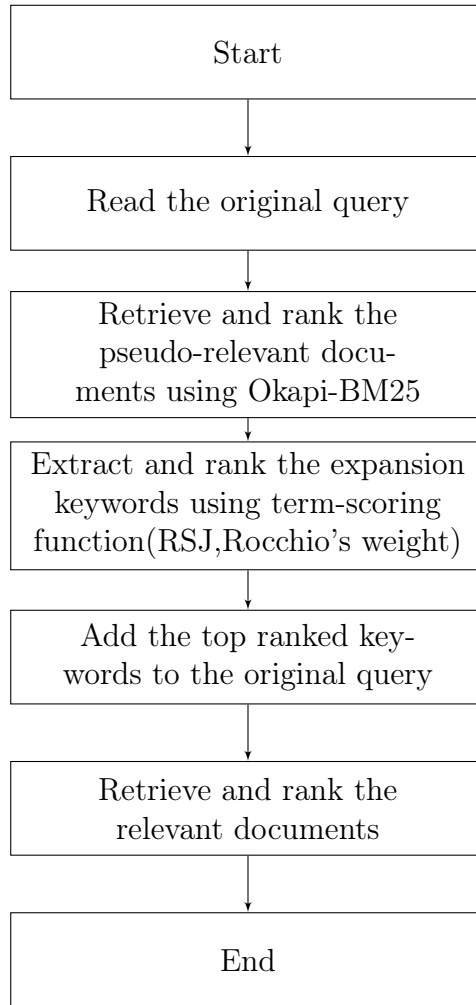 Start
Read the original query
Retrieve and rank the
pseudo-relevant docu-
ments using Okapi-BM25
Extract and rank the expansion
keywords using term-scoring
function(RSJ,Rocchio's weight)
Add the top ranked key-
words to the original query
Retrieve and rank the
relevant documents
End